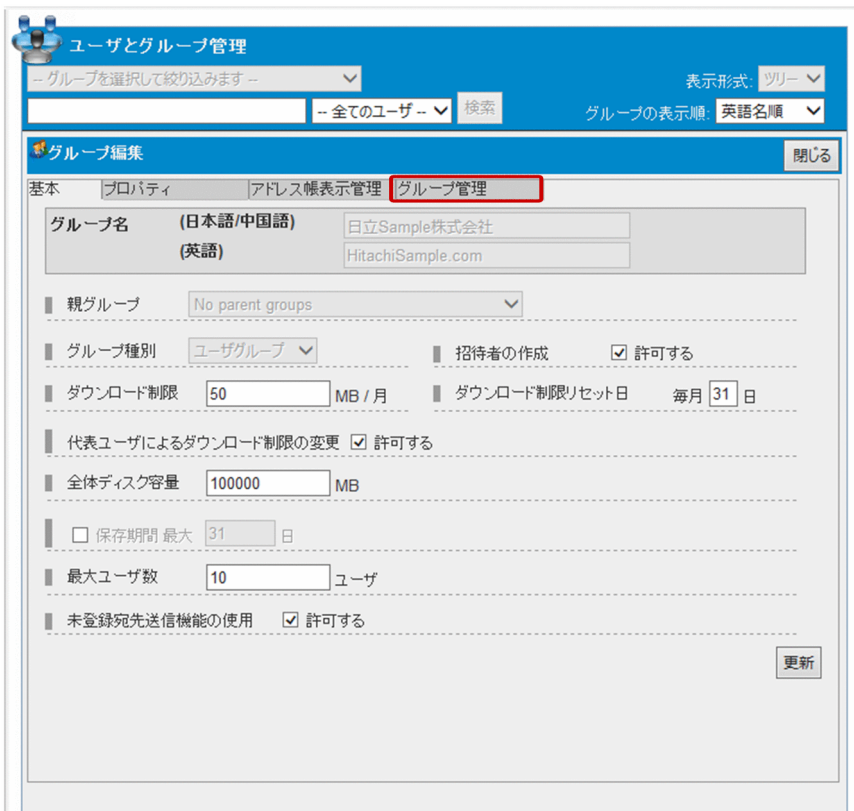 ユーザとグループ管理
-- グループを選択して絞り込みます --
表示形式: ツリー
-- 全てのユーザ -- 検索
グループの表示順: 英語名順
グループ編集 閉じる
基本 プロパティ アドレス帳表示管理 グループ管理
グループ名 (日本語/中国語) 日立Sample株式会社
(英語) HitachiSample.com
親グループ No parent groups
グループ種別 ユーザグループ 招待者の作成 許可する
ダウンロード制限 50 MB / 月 ダウンロード制限リセット日 毎月 31 日
代表ユーザによるダウンロード制限の変更 許可する
全体ディスク容量 100000 MB
保存期間 最大 31 日
最大ユーザ数 10 ユーザ
未登録宛先送信機能の使用 許可する
更新